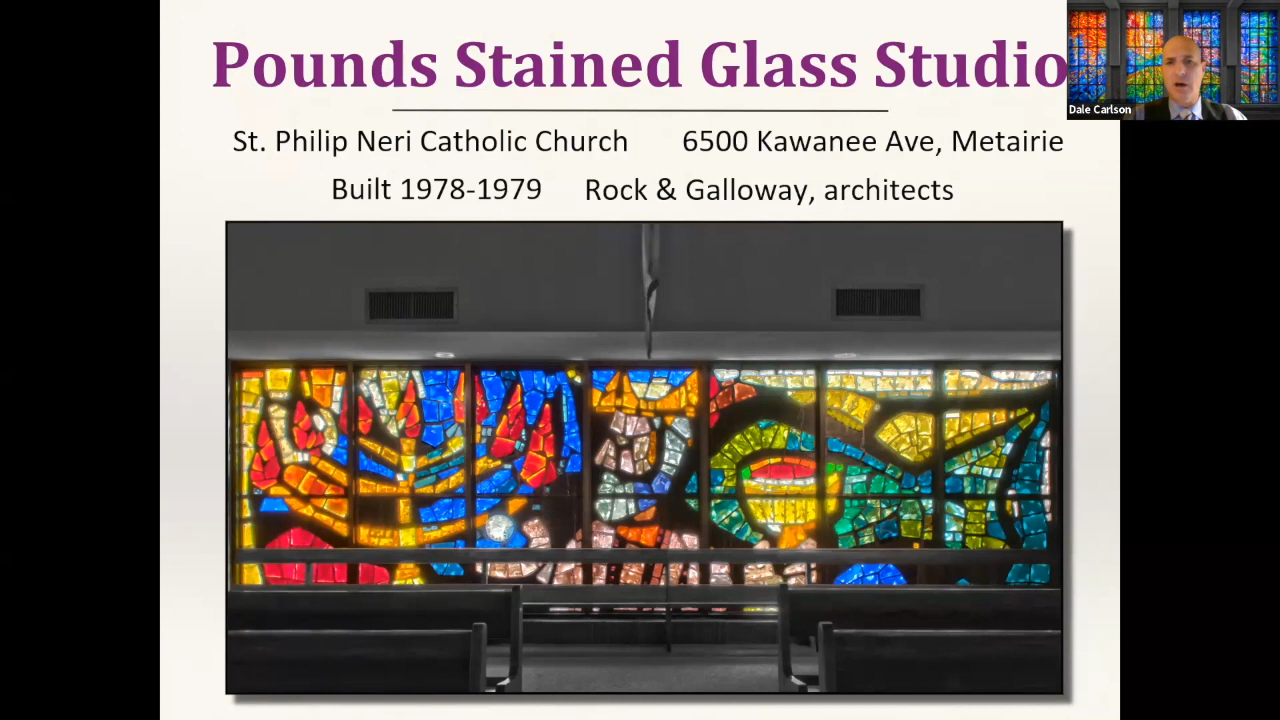 Pounds Stained Glass Studio
Dale Carlson
St. Philip Neri Catholic Church 6500 Kawanee Ave, Metairie
Built 1978-1979 Rock & Galloway, architects